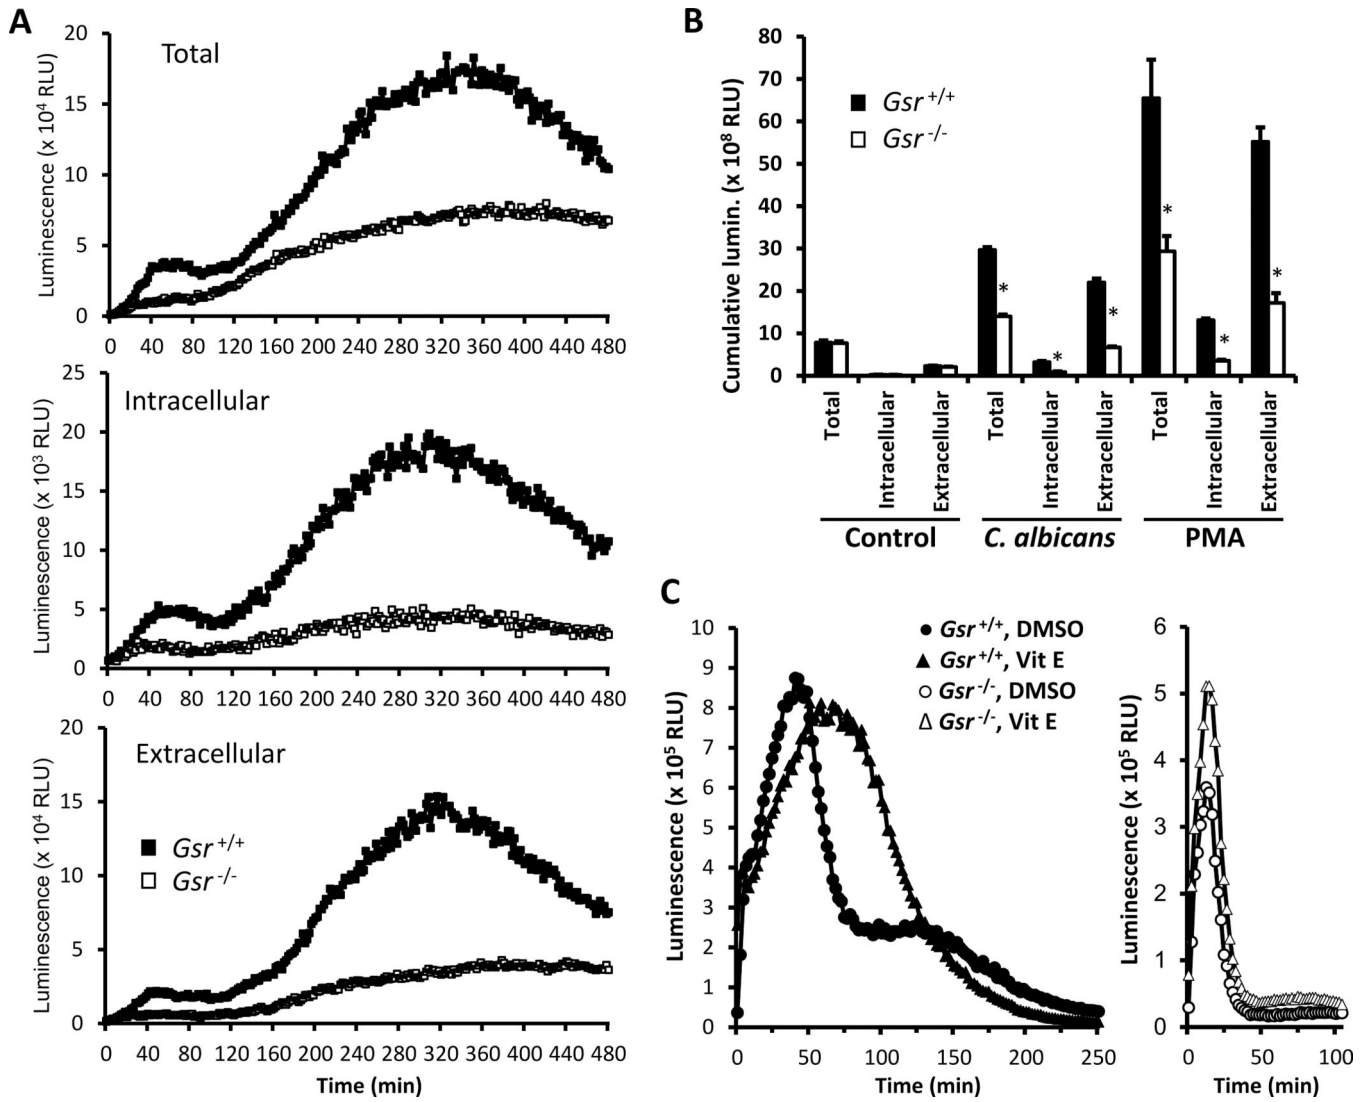 A
Total
Luminescence (x 10⁴ RLU)
20
15
10
5
0
0 40 80 120 160 200 240 280 320 360 400 440 480
Intracellular
Luminescence (x 10³ RLU)
25
20
15
10
5
0
0 40 80 120 160 200 240 280 320 360 400 440 480
Extracellular
Gsr +/+
Gsr -/-
Luminescence (x 10⁴ RLU)
20
15
10
5
0
0 40 80 120 160 200 240 280 320 360 400 440 480
Time (min)
B
Cumulative lumin. (x 10⁸ RLU)
80
70
60
50
40
30
20
10
0
Gsr +/+
Gsr -/-
* * * * * *
Total Intracellular Extracellular Total Intracellular Extracellular Total Intracellular Extracellular
Control C. albicans PMA
C
Luminescence (x 10⁵ RLU)
10
9
8
7
6
5
4
3
2
1
0
0 50 100 150 200 250
Time (min)
Gsr +/+, DMSO
Gsr +/+, Vit E
Gsr -/-, DMSO
Gsr -/-, Vit E
Luminescence (x 10⁵ RLU)
6
5
4
3
2
1
0
0 50 100
Time (min)